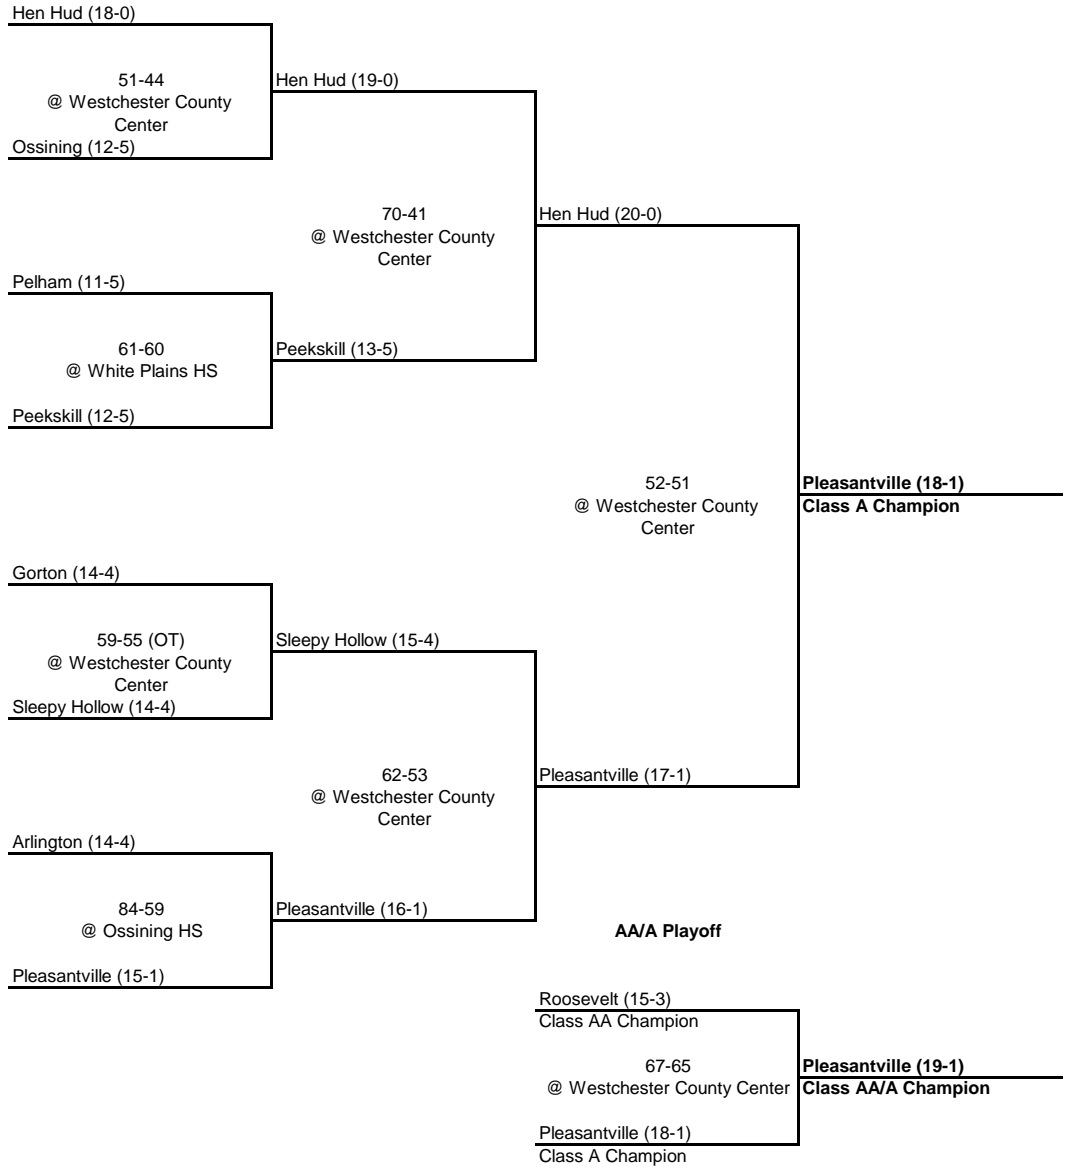 Hen Hud (18-0)
51-44
@ Westchester County
Center
Ossining (12-5)
Hen Hud (19-0)
70-41
@ Westchester County
Center
Hen Hud (20-0)
Pelham (11-5)
61-60
@ White Plains HS
Peekskill (12-5)
Peekskill (13-5)
52-51
@ Westchester County
Center
Pleasantville (18-1)
Class A Champion
Gorton (14-4)
59-55 (OT)
@ Westchester County
Center
Sleepy Hollow (14-4)
Sleepy Hollow (15-4)
62-53
@ Westchester County
Center
Pleasantville (17-1)
Arlington (14-4)
84-59
@ Ossining HS
Pleasantville (15-1)
Pleasantville (16-1)
AA/A Playoff
Roosevelt (15-3)
Class AA Champion
67-65
@ Westchester County Center
Pleasantville (18-1)
Class A Champion
Pleasantville (19-1)
Class AA/A Champion